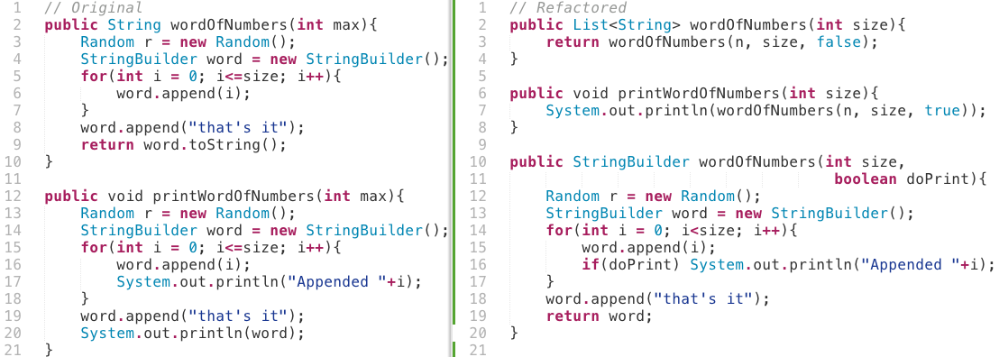 1 // Original
2 public String wordOfNumbers(int max){
3     Random r = new Random();
4     StringBuilder word = new StringBuilder();
5     for(int i = 0; i<=size; i++){
6         word.append(i);
7     }
8     word.append("that's it");
9     return word.toString();
10 }
11
12 public void printWordOfNumbers(int max){
13     Random r = new Random();
14     StringBuilder word = new StringBuilder();
15     for(int i = 0; i<=size; i++){
16         word.append(i);
17         System.out.println("Appended "+i);
18     }
19     word.append("that's it");
20     System.out.println(word);
21 }
1 // Refactored
2 public List<String> wordOfNumbers(int size){
3     return wordOfNumbers(n, size, false);
4 }
5
6 public void printWordOfNumbers(int size){
7     System.out.println(wordOfNumbers(n, size, true));
8 }
9
10 public StringBuilder wordOfNumbers(int size,
11                                     boolean doPrint){
12     Random r = new Random();
13     StringBuilder word = new StringBuilder();
14     for(int i = 0; i<size; i++){
15         word.append(i);
16         if(doPrint) System.out.println("Appended "+i);
17     }
18     word.append("that's it");
19     return word;
20 }
21